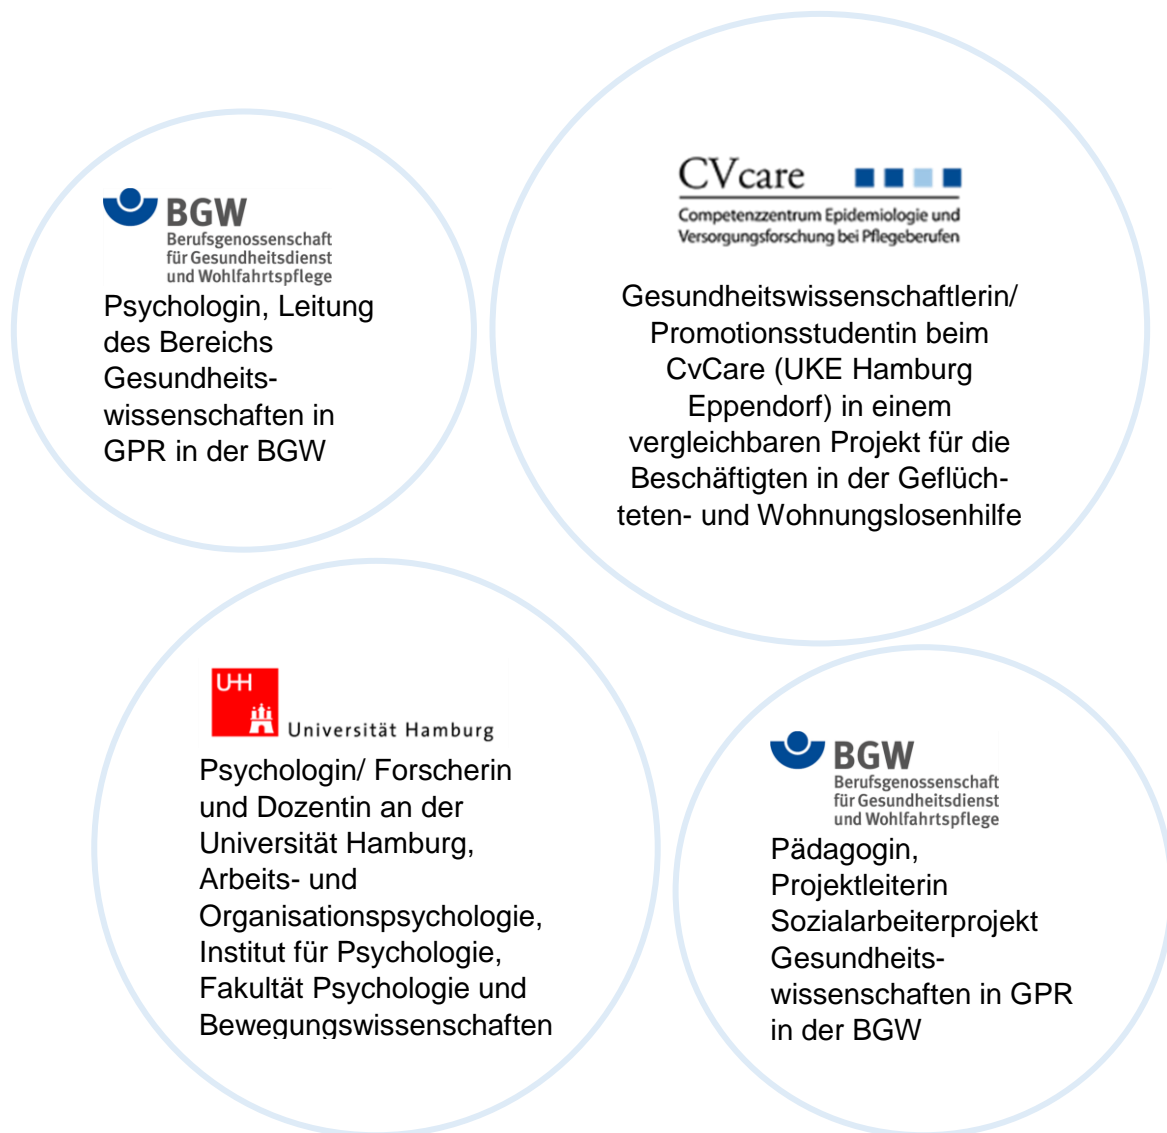 BGW
Berufsgenossenschaft
für Gesundheitsdienst
und Wohlfahrtspflege
Psychologin, Leitung
des Bereichs
Gesundheits-
wissenschaften in
GPR in der BGW
CVcare
Competenzzentrum Epidemiologie und
Versorgungsforschung bei Pflegeberufen
Gesundheitswissenschaftlerin/
Promotionsstudentin beim
CvCare (UKE Hamburg
Eppendorf) in einem
vergleichbaren Projekt für die
Beschäftigten in der Geflüch-
teten- und Wohnungslosenhilfe
UH
Universität Hamburg
Psychologin/ Forscherin
und Dozentin an der
Universität Hamburg,
Arbeits- und
Organisationspsychologie,
Institut für Psychologie,
Fakultät Psychologie und
Bewegungswissenschaften
BGW
Berufsgenossenschaft
für Gesundheitsdienst
und Wohlfahrtspflege
Pädagogin,
Projektleiterin
Sozialarbeiterprojekt
Gesundheits-
wissenschaften in GPR
in der BGW